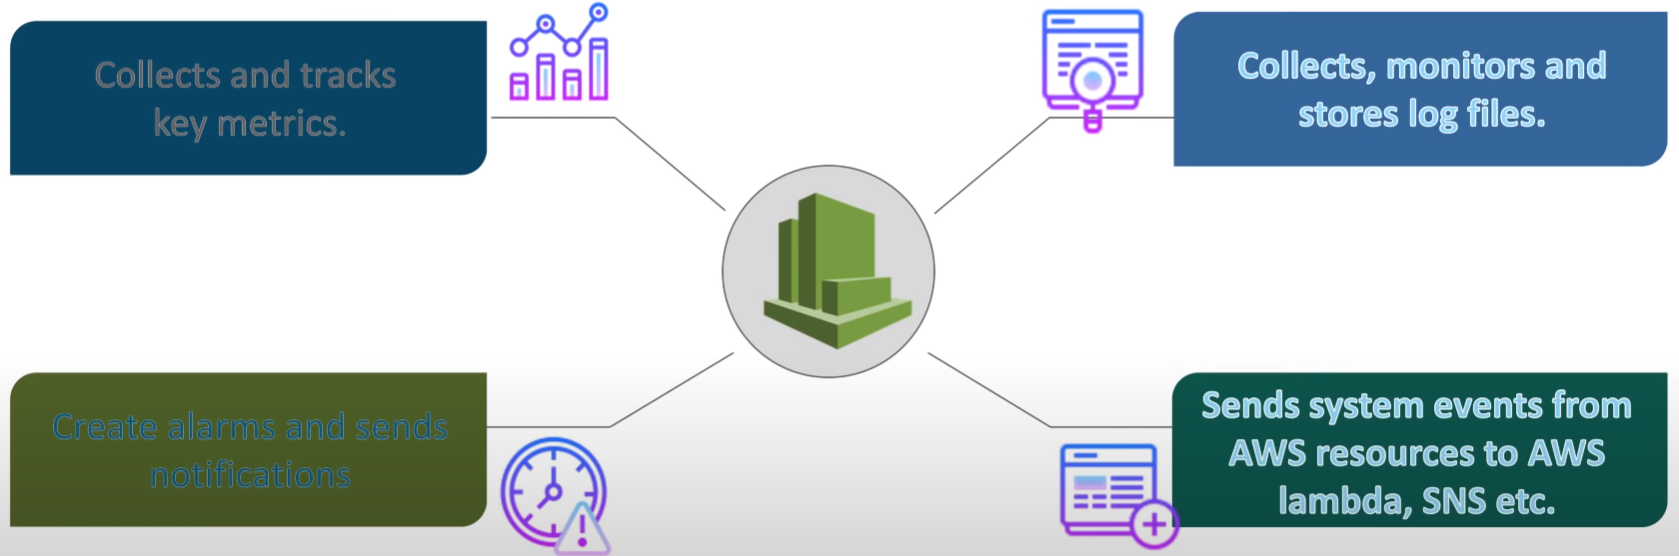 Collects and tracks
key metrics.
Collects, monitors and
stores log files.
Create alarms and sends
notifications
Sends system events from
AWS resources to AWS
lambda, SNS etc.